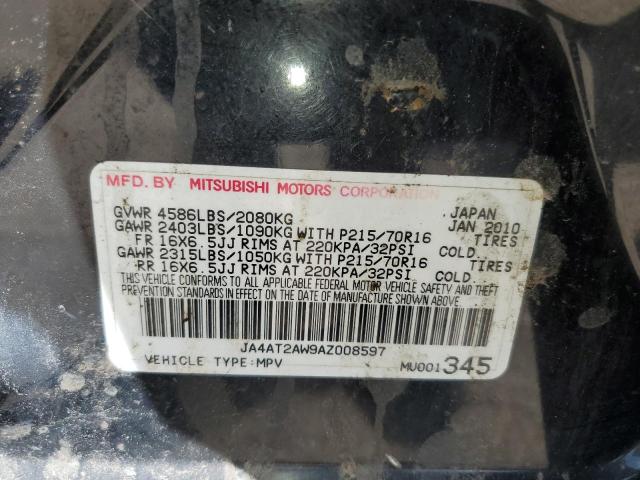 MFD. BY MITSUBISHI MOTORS CORPORATION
GVWR 4586LBS/2080KG JAPAN
GAWR 2403LBS/1090KG WITH P215/70R16 JAN 2010 TIRES
FR 16X6.5JJ RIMS AT 220KPA/32PSI COLD
GAWR 2315LBS/1050KG WITH P215/70R16 TIRES
RR 16X6.5JJ RIMS AT 220KPA/32PSI COLD
THIS VEHICLE CONFORMS TO ALL APPLICABLE FEDERAL MOTOR VEHICLE SAFETY AND THEFT
PREVENTION STANDARDS IN EFFECT ON THE DATE OF MANUFACTURE SHOWN ABOVE.
JA4AT2AW9AZ008597
VEHICLE TYPE:MPV MU001345